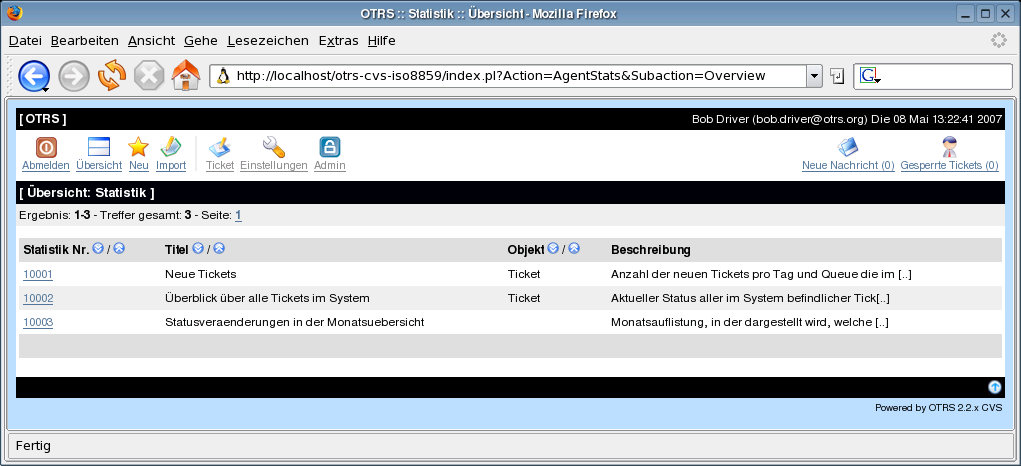 OTRS :: Statistik :: Übersicht - Mozilla Firefox
Datei Bearbeiten Ansicht Gehe Lesezeichen Extras Hilfe
http://localhost/otrs-cvs-iso8859/index.pl?Action=AgentStats&Subaction=Overview
G
[ OTRS ] Bob Driver (bob.driver@otrs.org) Die 08 Mai 13:22:41 2007
Abmelden Übersicht Neu Import Ticket Einstellungen Admin Neue Nachricht (0) Gesperrte Tickets (0)
[ Übersicht: Statistik ]
Ergebnis: 1-3 - Treffer gesamt: 3 - Seite: 1
Statistik Nr. / Titel / Objekt / Beschreibung
10001 Neue Tickets Ticket Anzahl der neuen Tickets pro Tag und Queue die im [..]
10002 Überblick über alle Tickets im System Ticket Aktueller Status aller im System befindlicher Tick[..]
10003 Statusveraenderungen in der Monatsuebersicht Monatsauflistung, in der dargestellt wird, welche [..]
Powered by OTRS 2.2.x CVS
Fertig